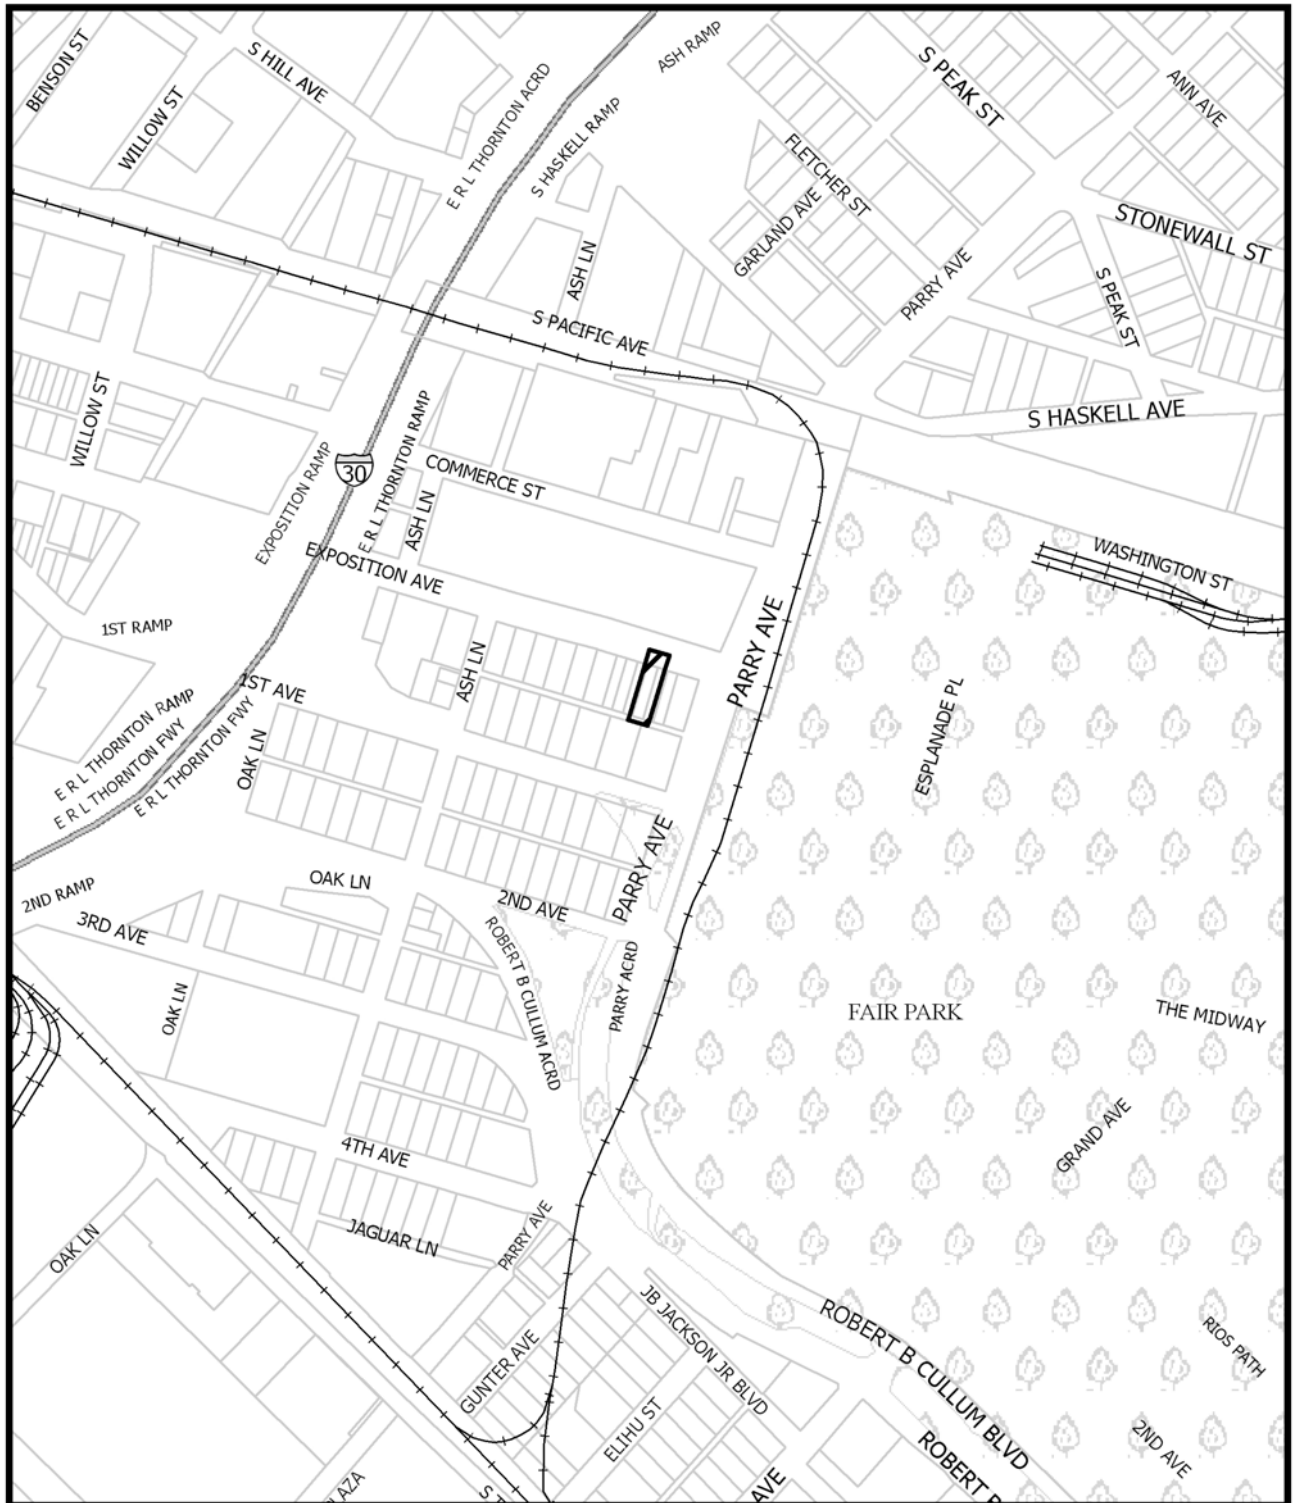 BENSON ST
WILLOW ST
S HILL AVE
E R L THORNTON ACRD
S HASKELL RAMP
ASH RAMP
S PEAK ST
ANN AVE
FLETCHER ST
GARLAND AVE
STONEWALL ST
PARRY AVE
S PEAK ST
ASH LN
S PACIFIC AVE
S HASKELL AVE
WILLOW ST
EXPOSITION RAMP
30
E R L THORNTON RAMP
COMMERCE ST
ASH LN
EXPOSITION AVE
WASHINGTON ST
1ST RAMP
PARRY AVE
ASH LN
1ST AVE
E R L THORNTON RAMP
E R L THORNTON FWY
E R L THORNTON FWY
OAK LN
ESPLANADE PL
PARRY AVE
OAK LN
2ND RAMP
3RD AVE
2ND AVE
ROBERT B CULLUM ACRD
PARRY ACRD
OAK LN
FAIR PARK
THE MIDWAY
GRAND AVE
4TH AVE
JAGUAR LN
PARRY AVE
OAK LN
JB JACKSON JR BLVD
ROBERT B CULLUM BLVD
RIOS PATH
GUNTER AVE
ELIHU ST
2ND AVE
ROBERT B
LAZA
S T
AVE